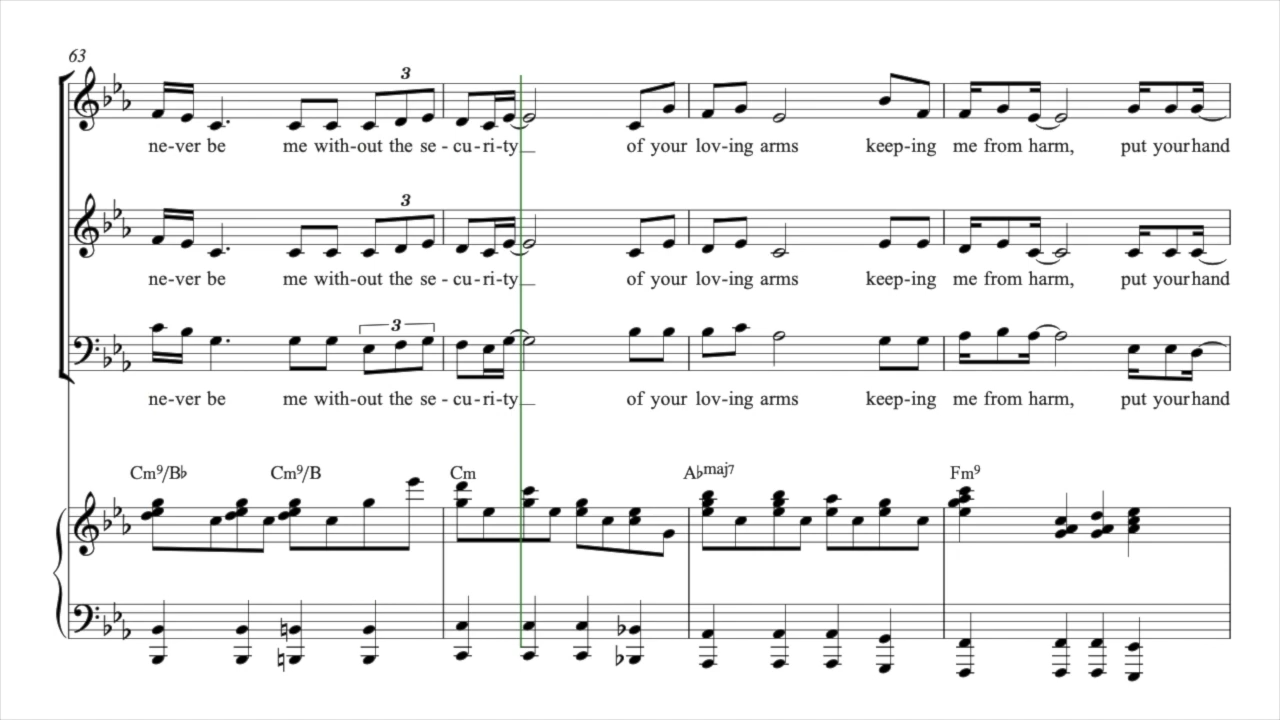 63
3
ne-ver be me with-out the se - cu-ri-ty of your lov-ing arms keep-ing me from harm, put your hand
3
ne-ver be me with-out the se - cu-ri-ty of your lov-ing arms keep-ing me from harm, put your hand
3
ne-ver be me with-out the se - cu-ri-ty of your lov-ing arms keep-ing me from harm, put your hand
Cm9/B♭ Cm9/B Cm A♭maj7 Fm9